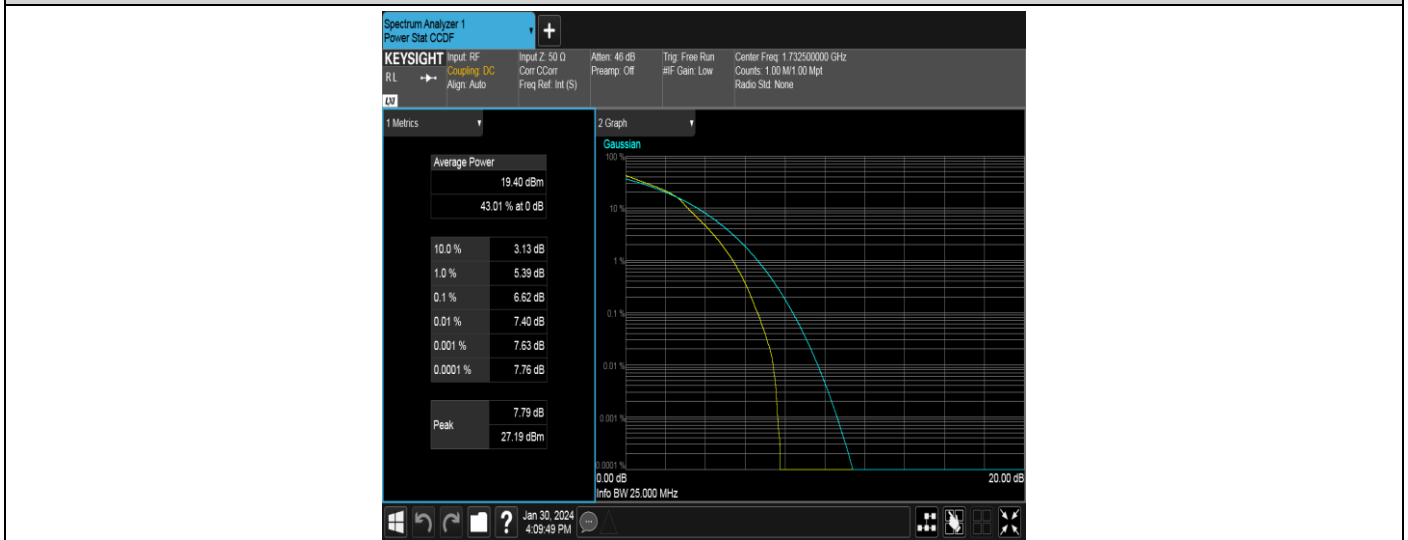 Spectrum Analyzer 1
Power Stat CCDF
+
KEYSIGHT
RL
LXI
Input: RF
Coupling: DC
Align: Auto
Input Z: 50 Ω
Corr CCorr
Freq Ref: Int (S)
Atten: 46 dB
Preamp: Off
Trig: Free Run
#IF Gain: Low
Center Freq: 1.732500000 GHz
Counts: 1.00 M/1.00 Mpt
Radio Std: None
1 Metrics
Average Power
19.40 dBm
43.01 % at 0 dB
10.0 % 3.13 dB
1.0 % 5.39 dB
0.1 % 6.62 dB
0.01 % 7.40 dB
0.001 % 7.63 dB
0.0001 % 7.76 dB
Peak
7.79 dB
27.19 dBm
2 Graph
Gaussian
100 %
10 %
1 %
0.1 %
0.01 %
0.001 %
0.0001 %
0.00 dB 20.00 dB
Info BW 25.000 MHz
?
Jan 30, 2024
4:09:49 PM